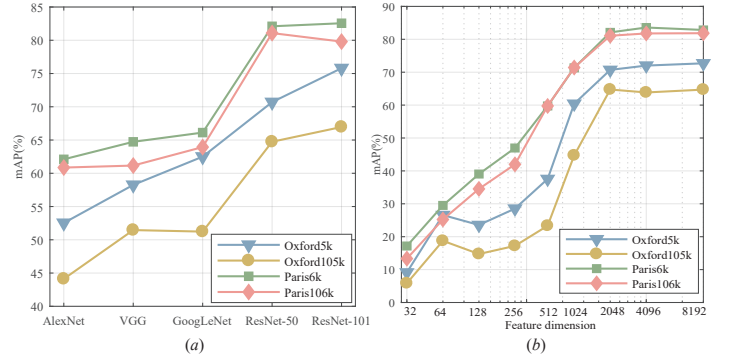 85
80
75
70
65
60
55
50
45
40
mAP(%)
AlexNet VGG GoogLeNet ResNet-50 ResNet-101
Oxford5k
Oxford105k
Paris6k
Paris106k
(a)
90
80
70
60
50
40
30
20
10
0
mAP(%)
32 64 128 256 512 1024 2048 4096 8192
Feature dimension
Oxford5k
Oxford105k
Paris6k
Paris106k
(b)